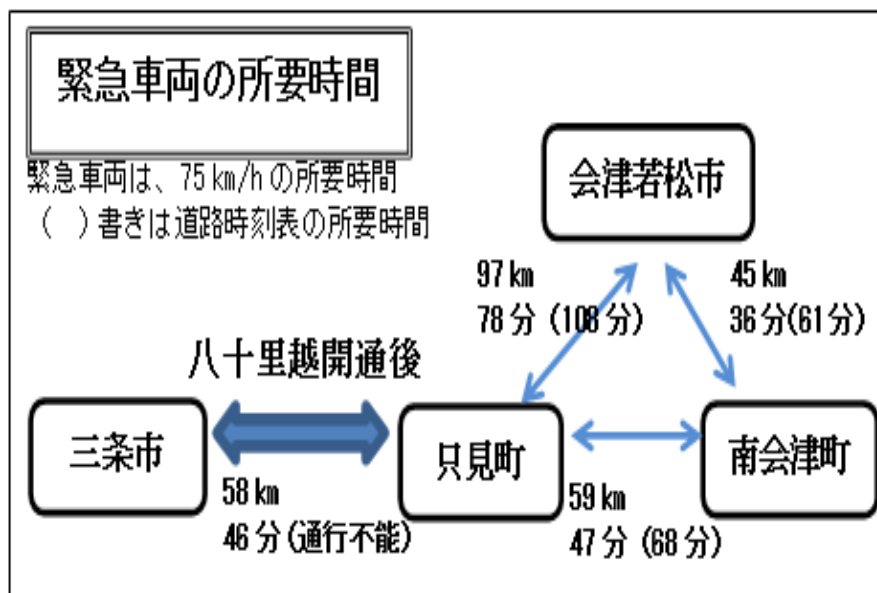 緊急車両の所要時間
緊急車両は、75㎞/hの所要時間
（　）書きは道路時刻表の所要時間
会津若松市
97㎞
78分（108分）
45㎞
36分(61分)
八十里越開通後
三条市
只見町
南会津町
58㎞
46分(通行不能)
59㎞
47分（68分）